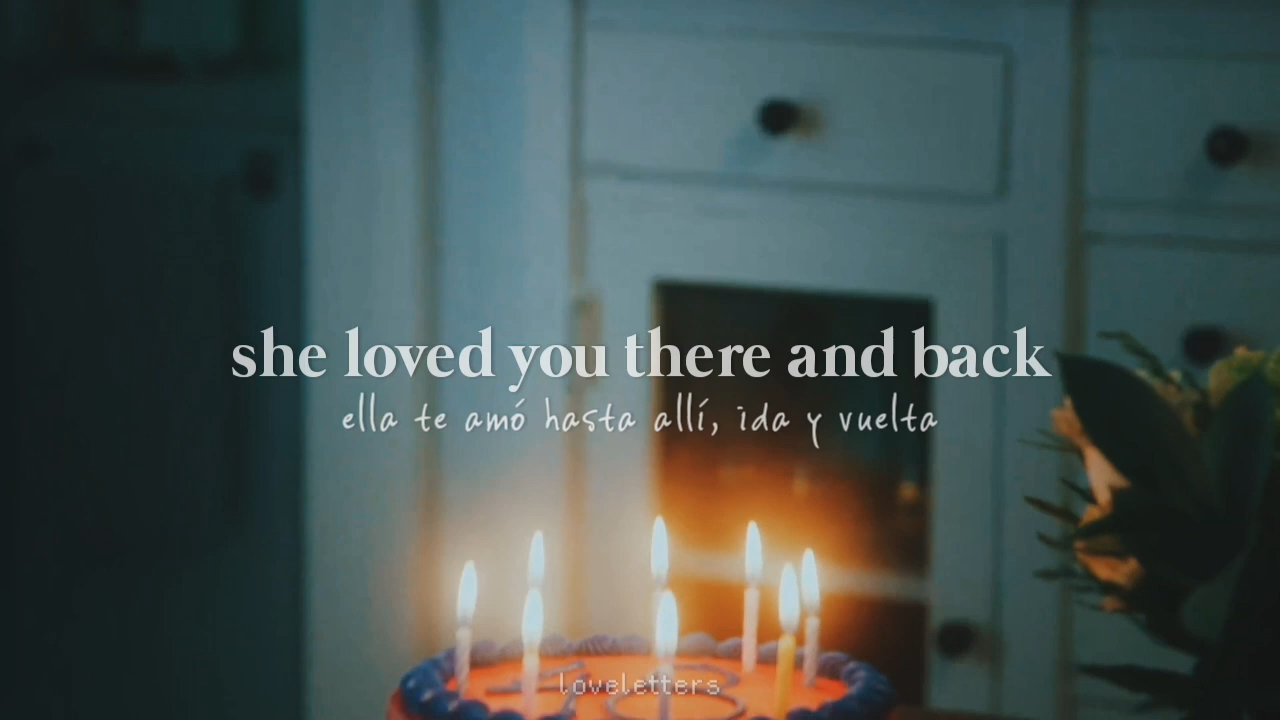 she loved you there and back
ella te amó hasta allí, ida y vuelta
loveletters